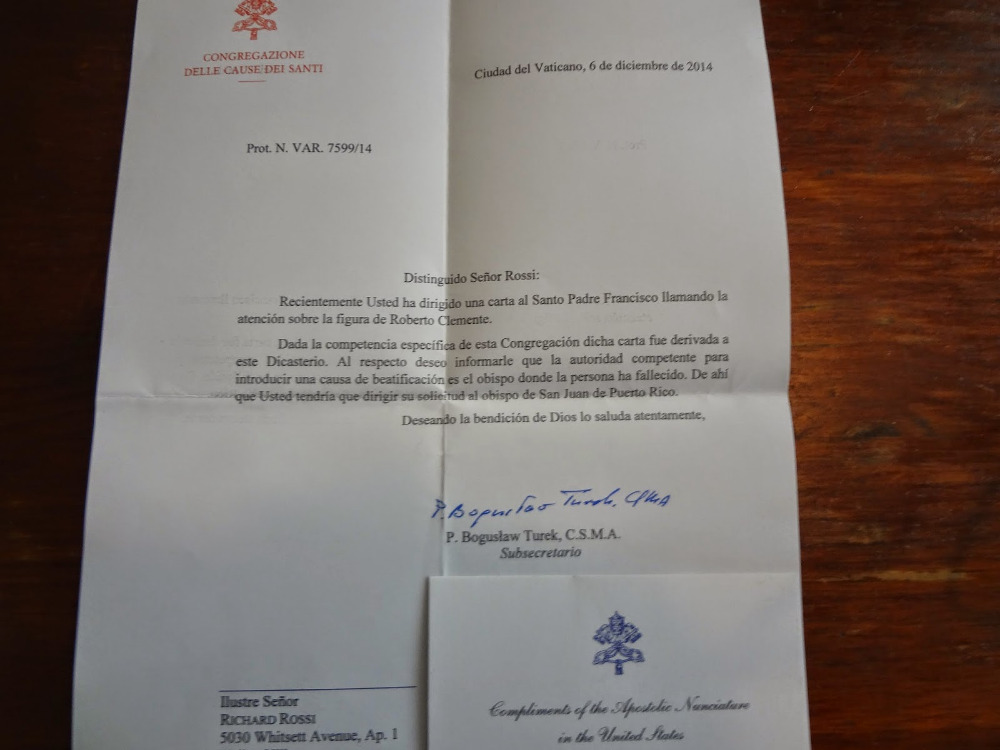 CONGREGAZIONE
DELLE CAUSE DEI SANTI
Ciudad del Vaticano, 6 de diciembre de 2014
Prot. N. VAR. 7599/14
Distinguido Señor Rossi:
Recientemente Usted ha dirigido una carta al Santo Padre Francisco llamando la
atención sobre la figura de Roberto Clemente.
Dada la competencia específica de esta Congregación dicha carta fue derivada a
este Dicasterio. Al respecto deseo informarle que la autoridad competente para
introducir una causa de beatificación es el obispo donde la persona ha fallecido. De ahí
que Usted tendría que dirigir su solicitud al obispo de San Juan de Puerto Rico.
Deseando la bendición de Dios lo saluda atentamente,
P. Bogusław Turek, CSMA
P. Bogusław Turek, C.S.M.A.
Subsecretario
Ilustre Señor
RICHARD ROSSI
5030 Whitsett Avenue, Ap. 1
Compliments of the Apostolic Nunciature
in the United States